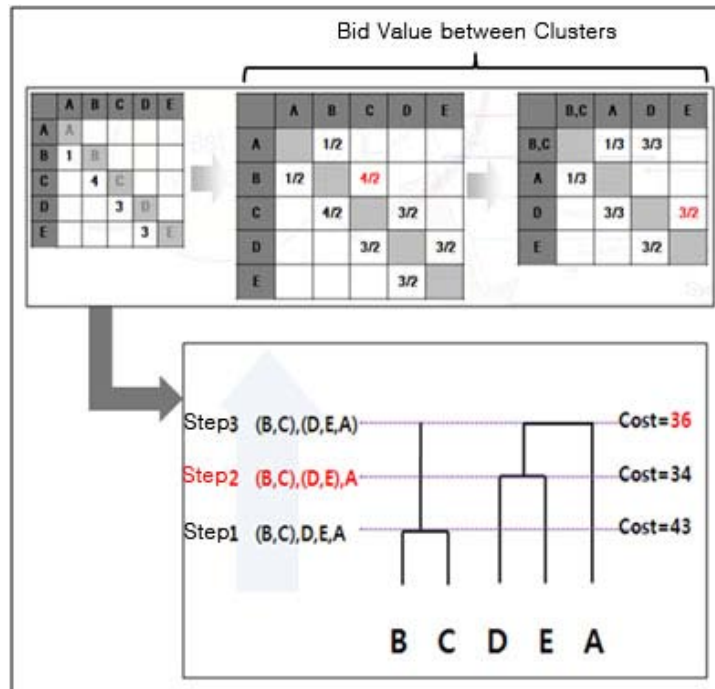 Bid Value between Clusters
A B C D E
A A
B 1 B
C 4 C
D 3 D
E 3 E
A B C D E
A 1/2
B 1/2 4/2
C 4/2 3/2
D 3/2 3/2
E 3/2
B,C A D E
B,C 1/3 3/3
A 1/3
D 3/3 3/2
E 3/2
Step3 (B,C),(D,E,A) Cost=36
Step2 (B,C),(D,E),A Cost=34
Step1 (B,C),D,E,A Cost=43
B C D E A